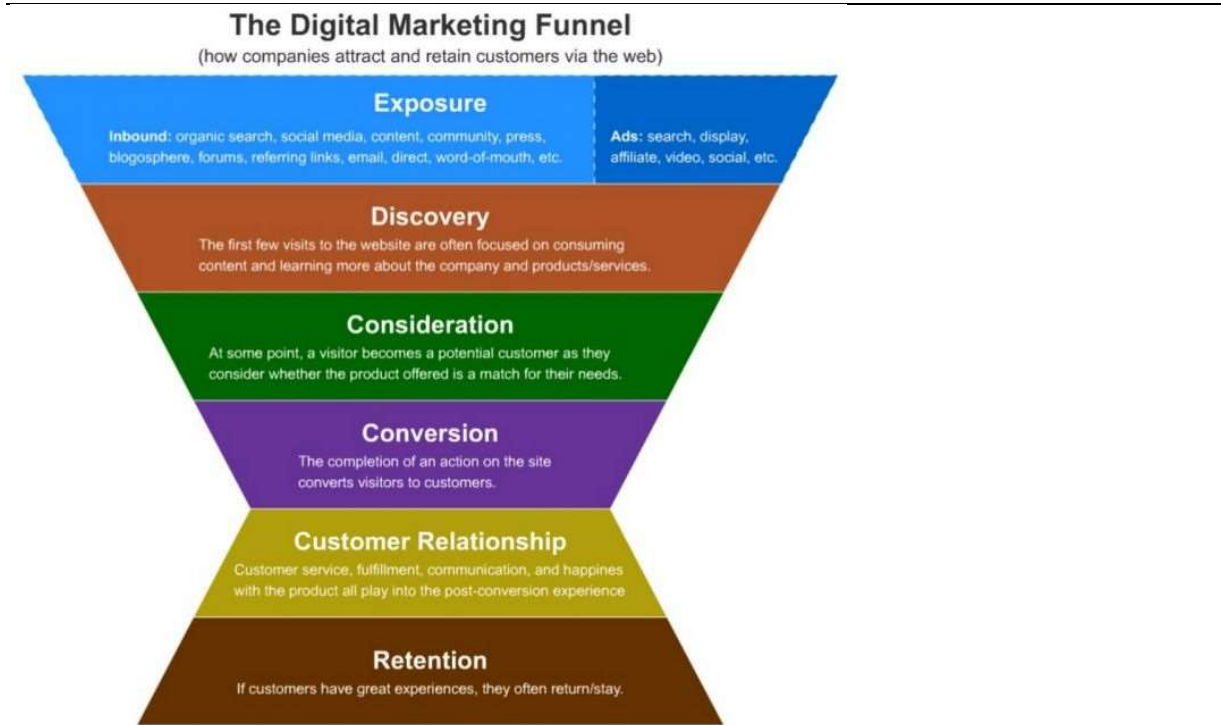 The Digital Marketing Funnel
(how companies attract and retain customers via the web)
Exposure
Inbound: organic search, social media, content, community, press,
blogosphere, forums, referring links, email, direct, word-of-mouth, etc.
Ads: search, display,
affiliate, video, social, etc.
Discovery
The first few visits to the website are often focused on consuming
content and learning more about the company and products/services.
Consideration
At some point, a visitor becomes a potential customer as they
consider whether the product offered is a match for their needs.
Conversion
The completion of an action on the site
converts visitors to customers.
Customer Relationship
Customer service, fulfillment, communication, and happines
with the product all play into the post-conversion experience
Retention
If customers have great experiences, they often return/stay.